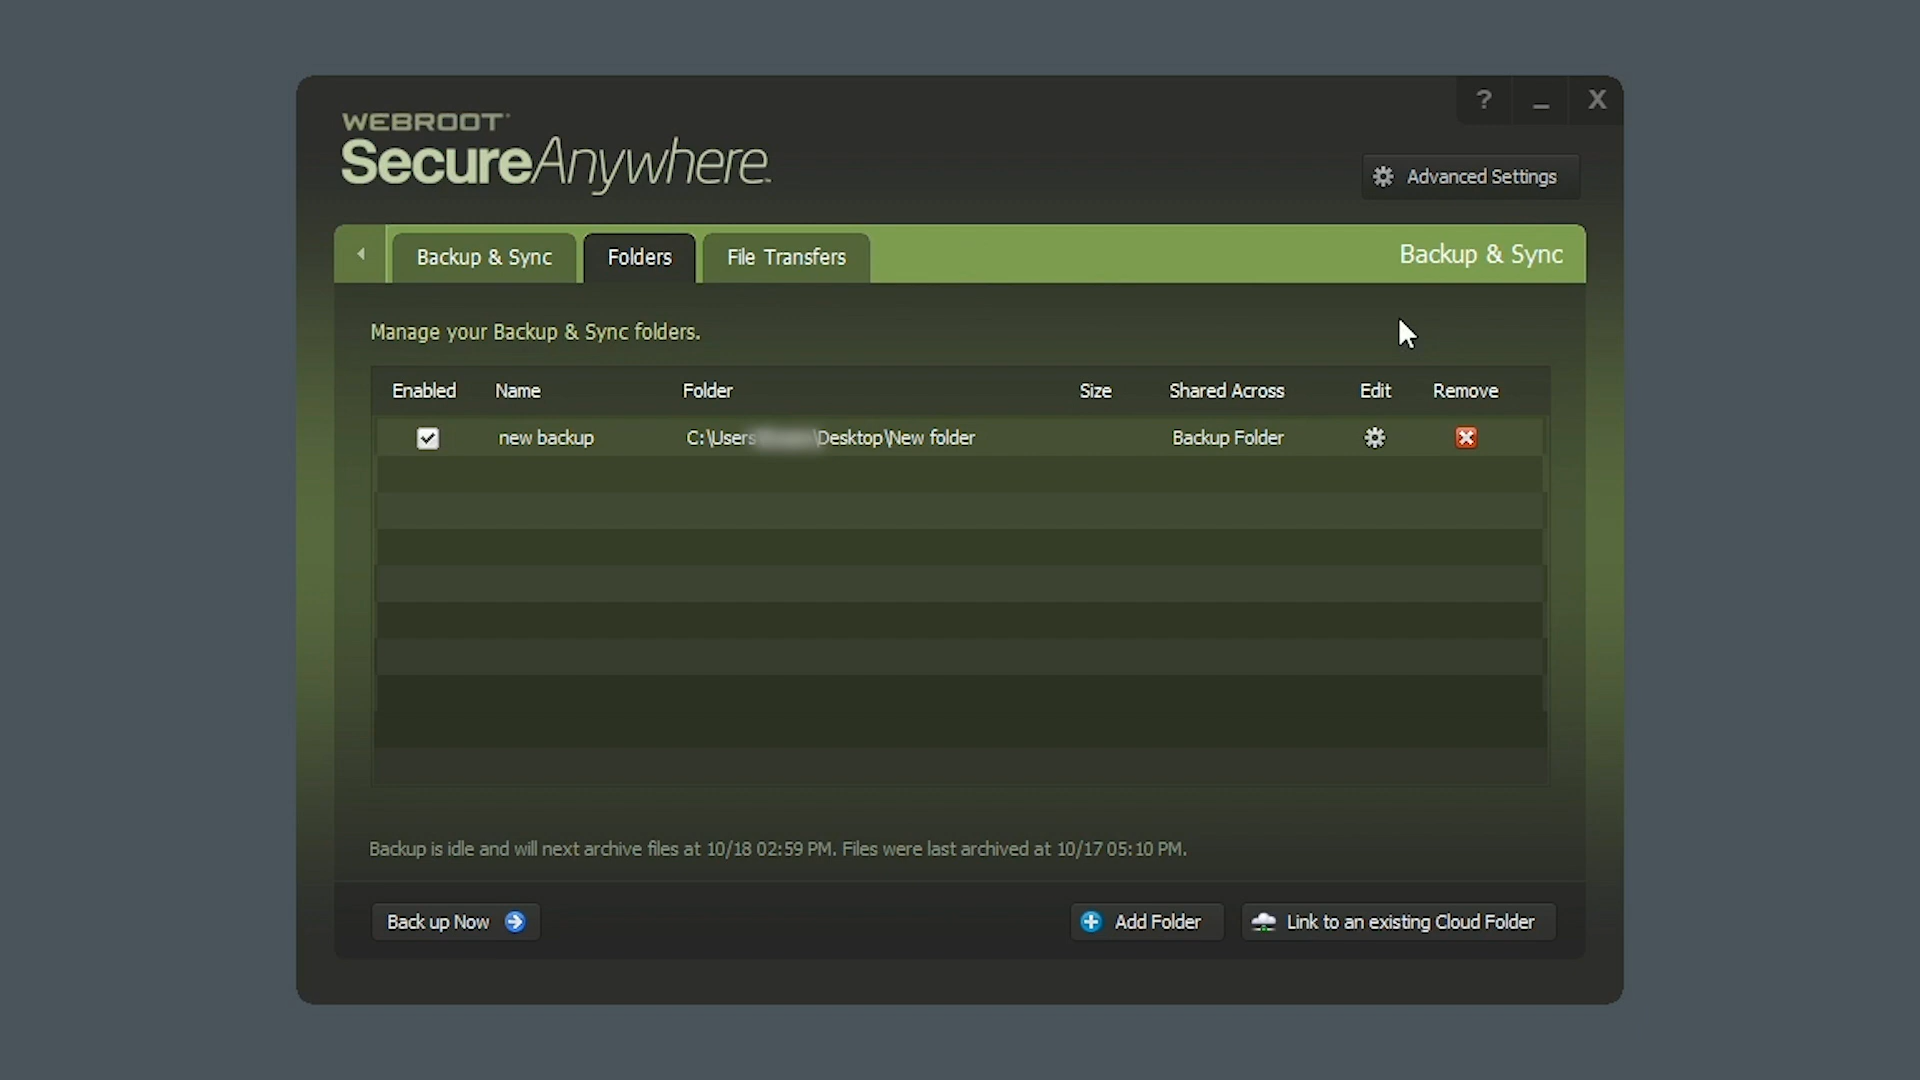 WEBROOT
SecureAnywhere
? _ X
Advanced Settings
Backup & Sync Folders File Transfers Backup & Sync
Manage your Backup & Sync folders.
Enabled Name Folder Size Shared Across Edit Remove
new backup C:\Users \Desktop\New folder Backup Folder
Backup is idle and will next archive files at 10/18 02:59 PM. Files were last archived at 10/17 05:10 PM.
Back up Now Add Folder Link to an existing Cloud Folder